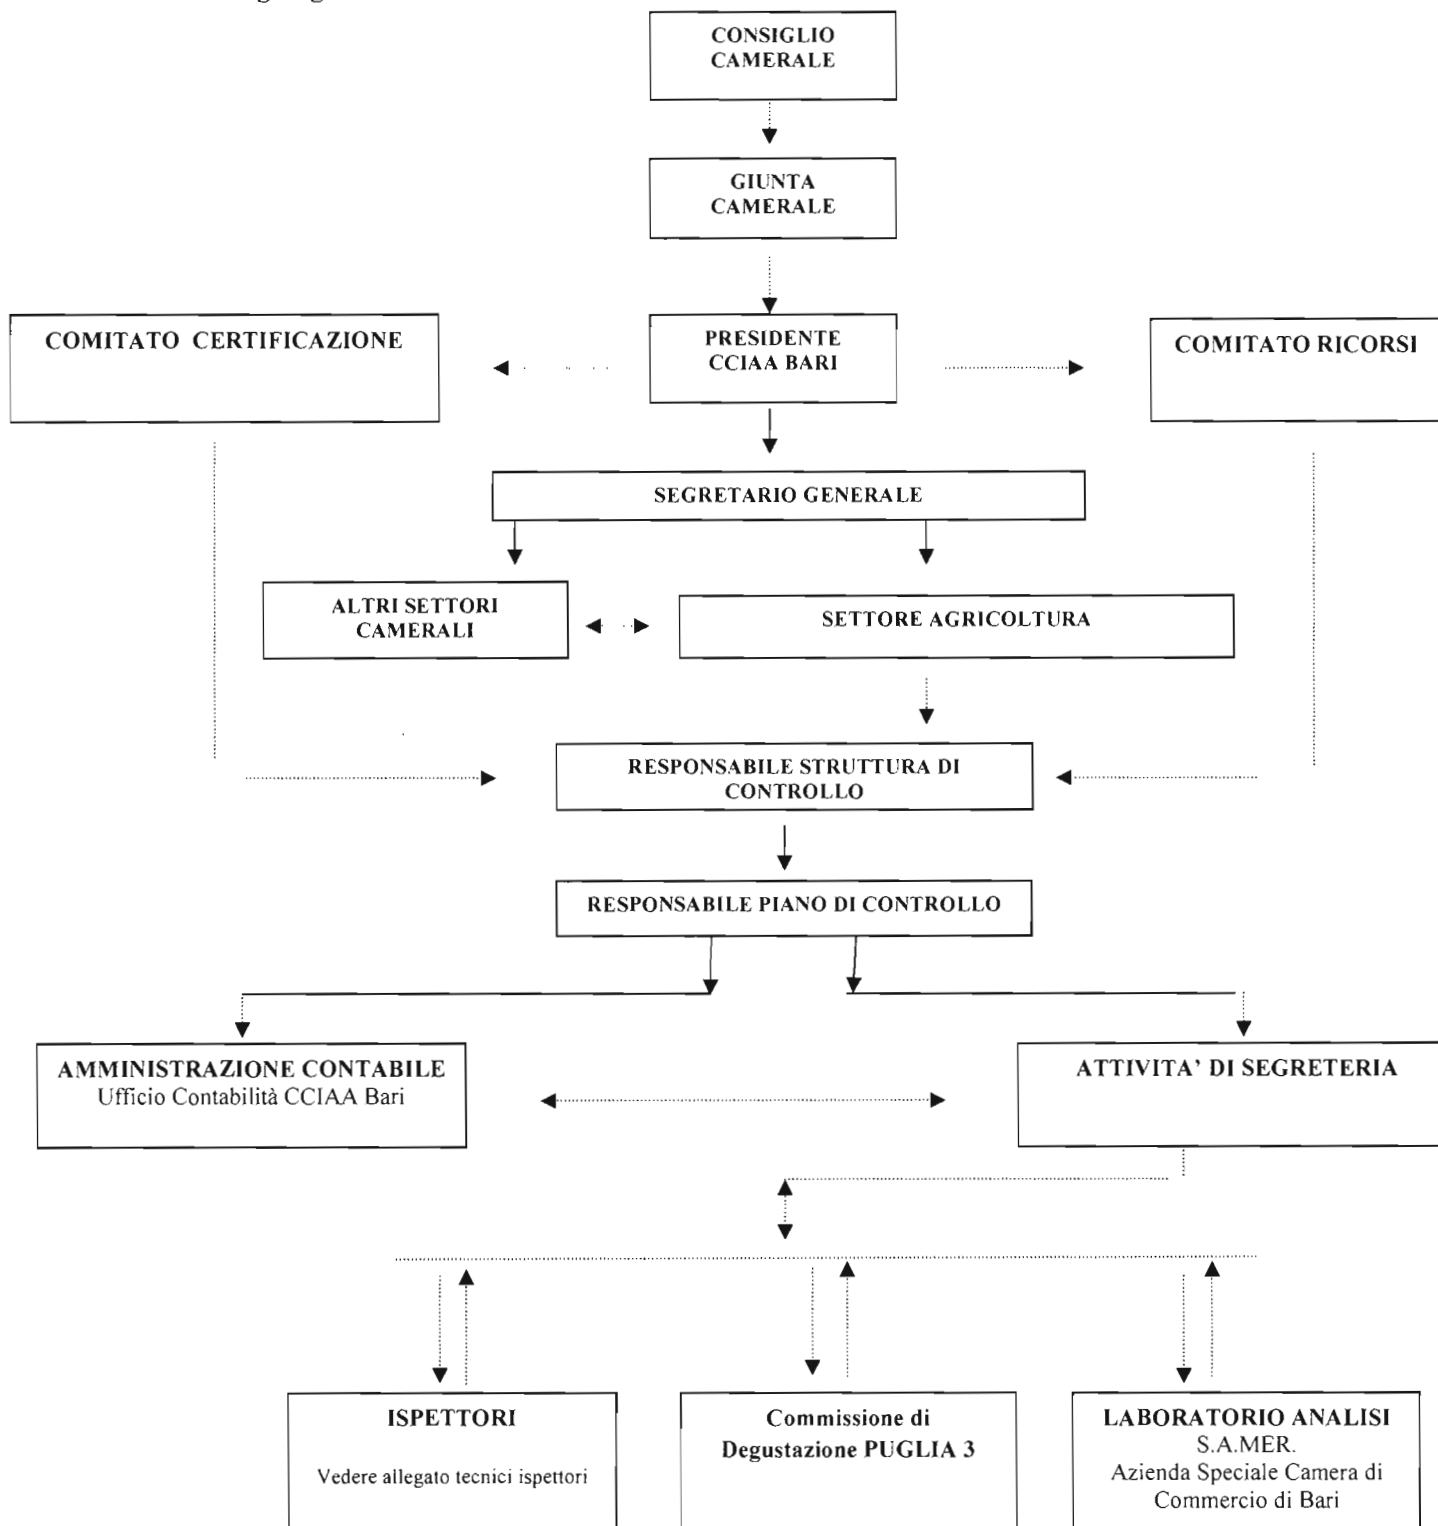 CONSIGLIO
CAMERALE
GIUNTA
CAMERALE
COMITATO CERTIFICAZIONE
PRESIDENTE
CCIAA BARI
COMITATO RICORSI
SEGRETARIO GENERALE
ALTRI SETTORI
CAMERALI
SETTORE AGRICOLTURA
RESPONSABILE STRUTTURA DI
CONTROLLO
RESPONSABILE PIANO DI CONTROLLO
AMMINISTRAZIONE CONTABILE
Ufficio Contabilità CCIAA Bari
ATTIVITA’ DI SEGRETERIA
ISPETTORI
Vedere allegato tecnici ispettori
Commissione di
Degustazione PUGLIA 3
LABORATORIO ANALISI
S.A.MER.
Azienda Speciale Camera di
Commercio di Bari